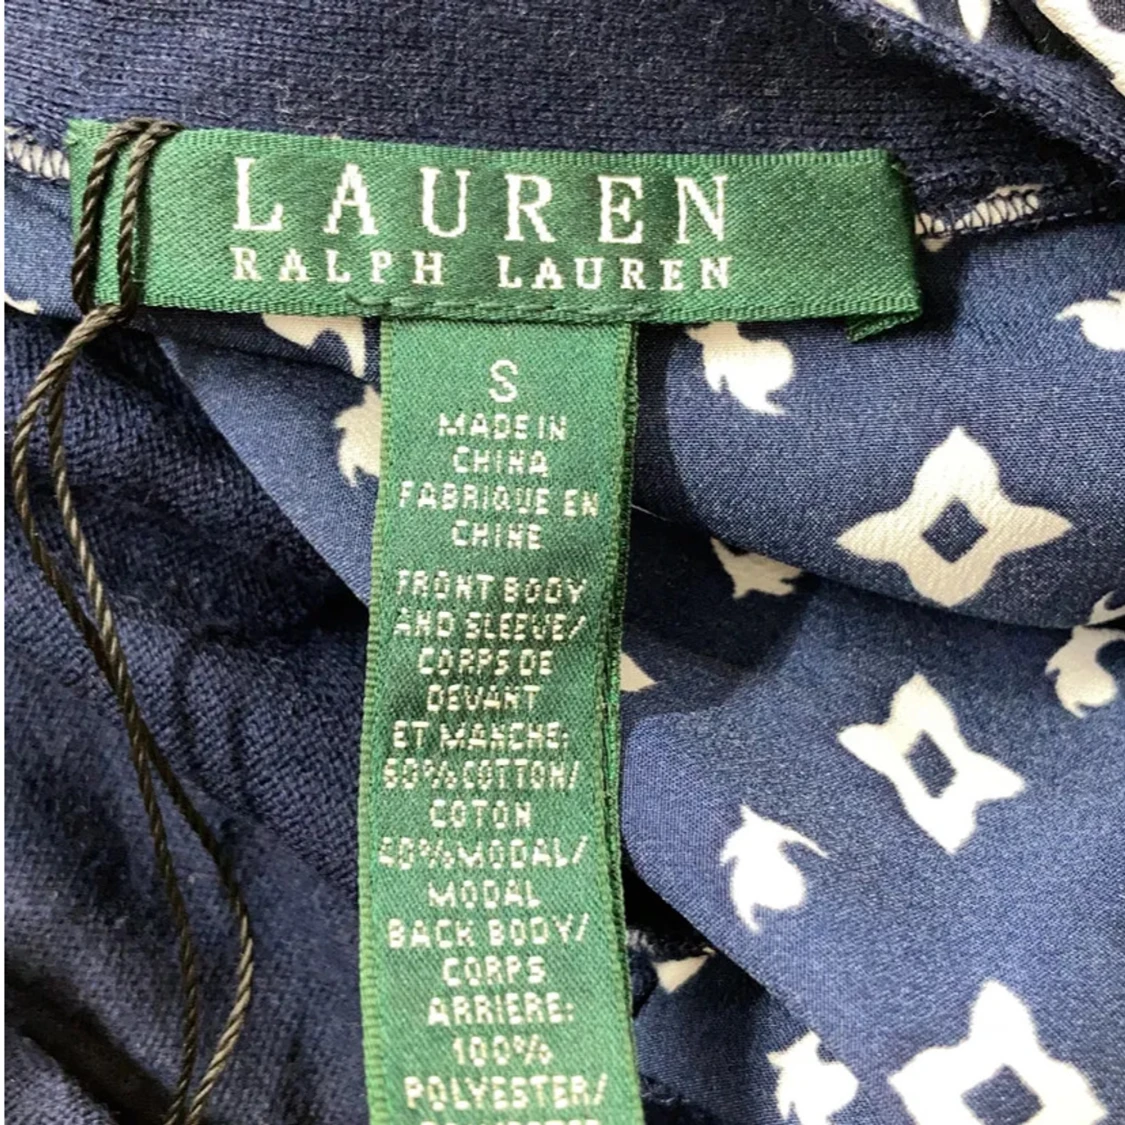 LAUREN
RALPH LAUREN
S
MADE IN
CHINA
FABRIQUE EN
CHINE
FRONT BODY
AND SLEEVE/
CORPS DE
DEVANT
ET MANCHE:
60% COTTON/
COTON
40% MODAL/
MODAL
BACK BODY/
CORPS
ARRIERE:
100%
POLYESTER/